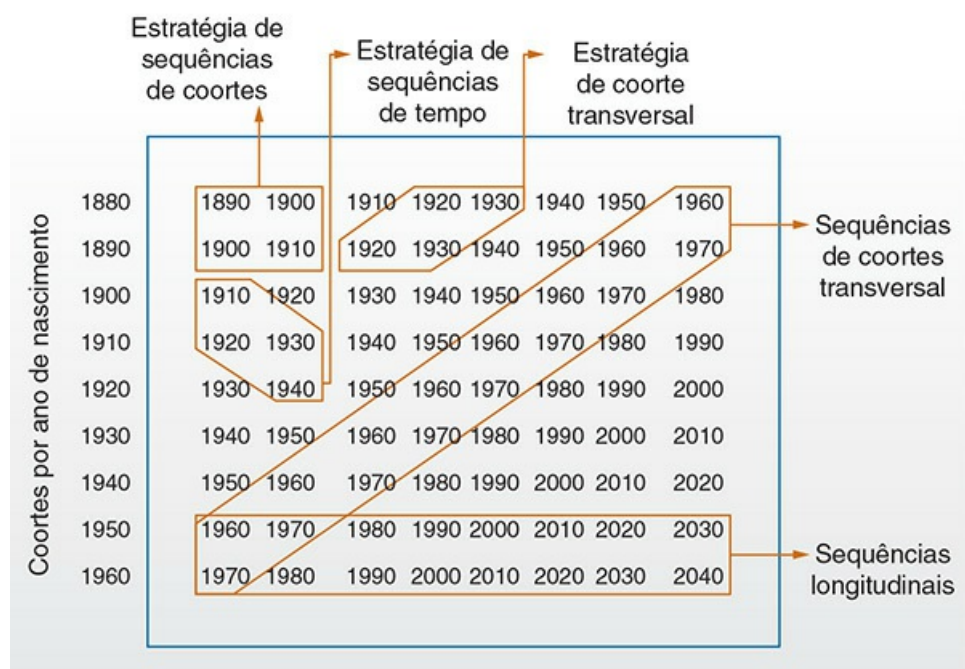 Estratégia de
sequências
de coortes
Estratégia de
sequências
de tempo
Estratégia
de coorte
transversal
Coortes por ano de nascimento
1880 1890 1900 1910 1920 1930 1940 1950 1960
1890 1900 1910 1920 1930 1940 1950 1960 1970
1900 1910 1920 1930 1940 1950 1960 1970 1980
1910 1920 1930 1940 1950 1960 1970 1980 1990
1920 1930 1940 1950 1960 1970 1980 1990 2000
1930 1940 1950 1960 1970 1980 1990 2000 2010
1940 1950 1960 1970 1980 1990 2000 2010 2020
1950 1960 1970 1980 1990 2000 2010 2020 2030
1960 1970 1980 1990 2000 2010 2020 2030 2040
Sequências
de coortes
transversal
Sequências
longitudinais